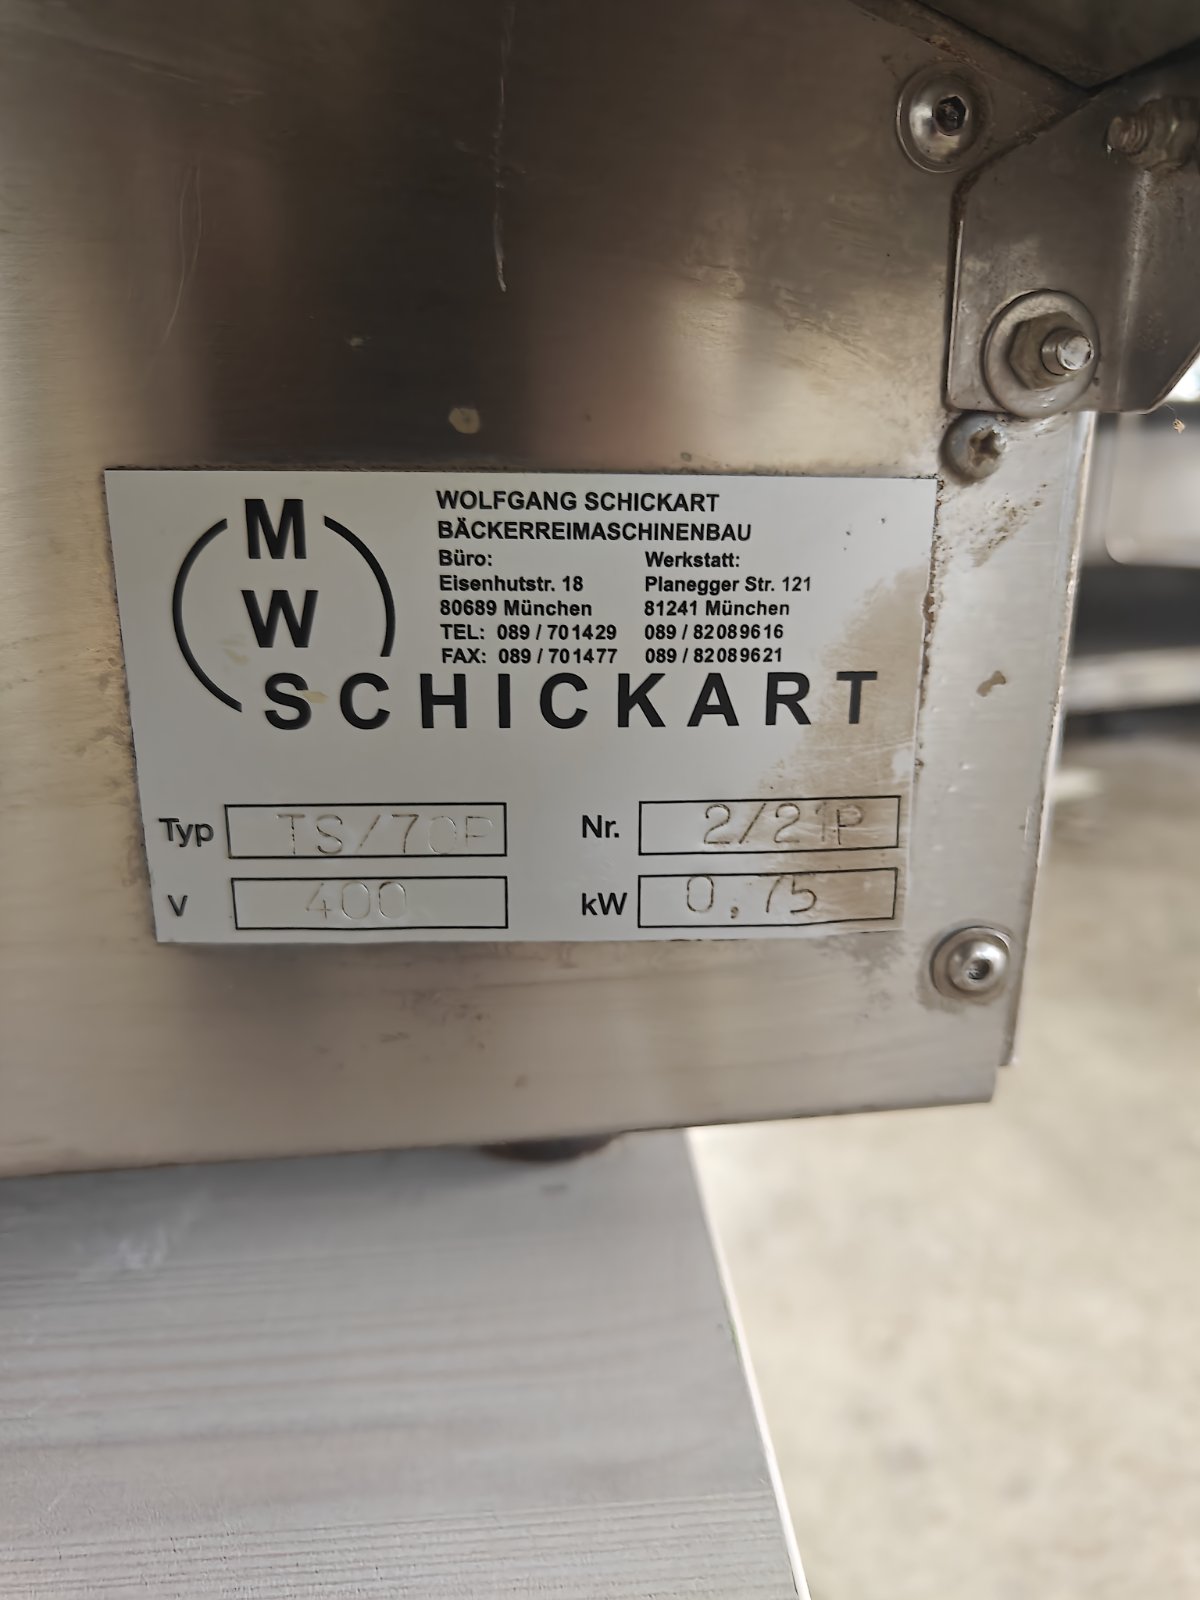 M
W
SCHICKART
WOLFGANG SCHICKART
BÄCKERREIMASCHINENBAU
Büro: Werkstatt:
Eisenhutstr. 18 Planegger Str. 121
80689 München 81241 München
TEL: 089 / 701429 089 / 82089616
FAX: 089 / 701477 089 / 82089621
Typ TS/70P Nr. 2/21P
V 400 kW 0,75